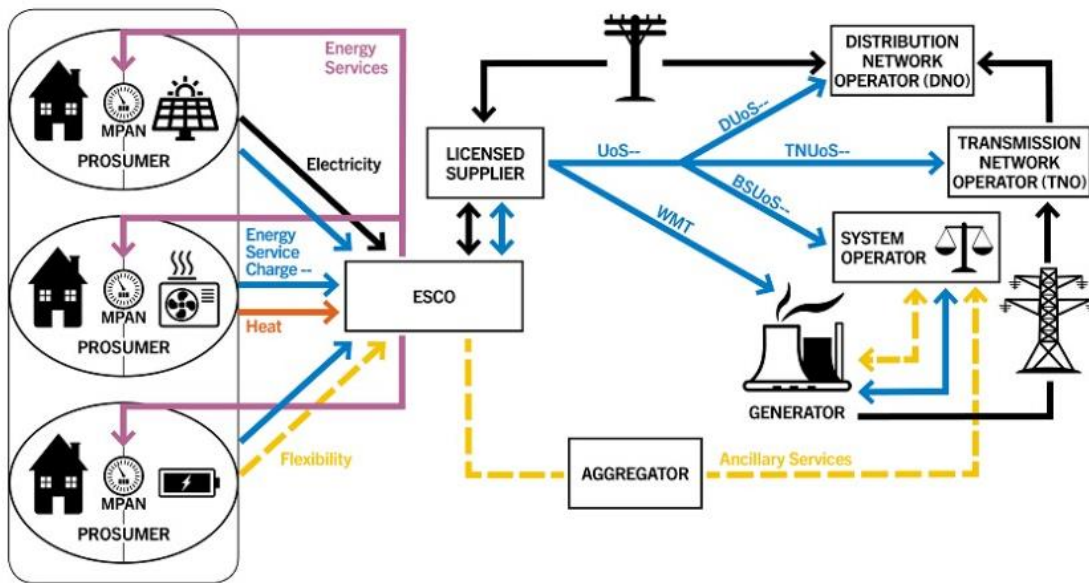 Energy
Services
MPAN
PROSUMER
Electricity
Energy
Service
Charge --
MPAN
PROSUMER
Heat
MPAN
PROSUMER
Flexibility
ESCO
LICENSED
SUPPLIER
UoS--
DUoS--
TNUoS--
BSUoS--
WMT
DISTRIBUTION
NETWORK
OPERATOR (DNO)
TRANSMISSION
NETWORK
OPERATOR (TNO)
SYSTEM
OPERATOR
GENERATOR
AGGREGATOR
Ancillary Services